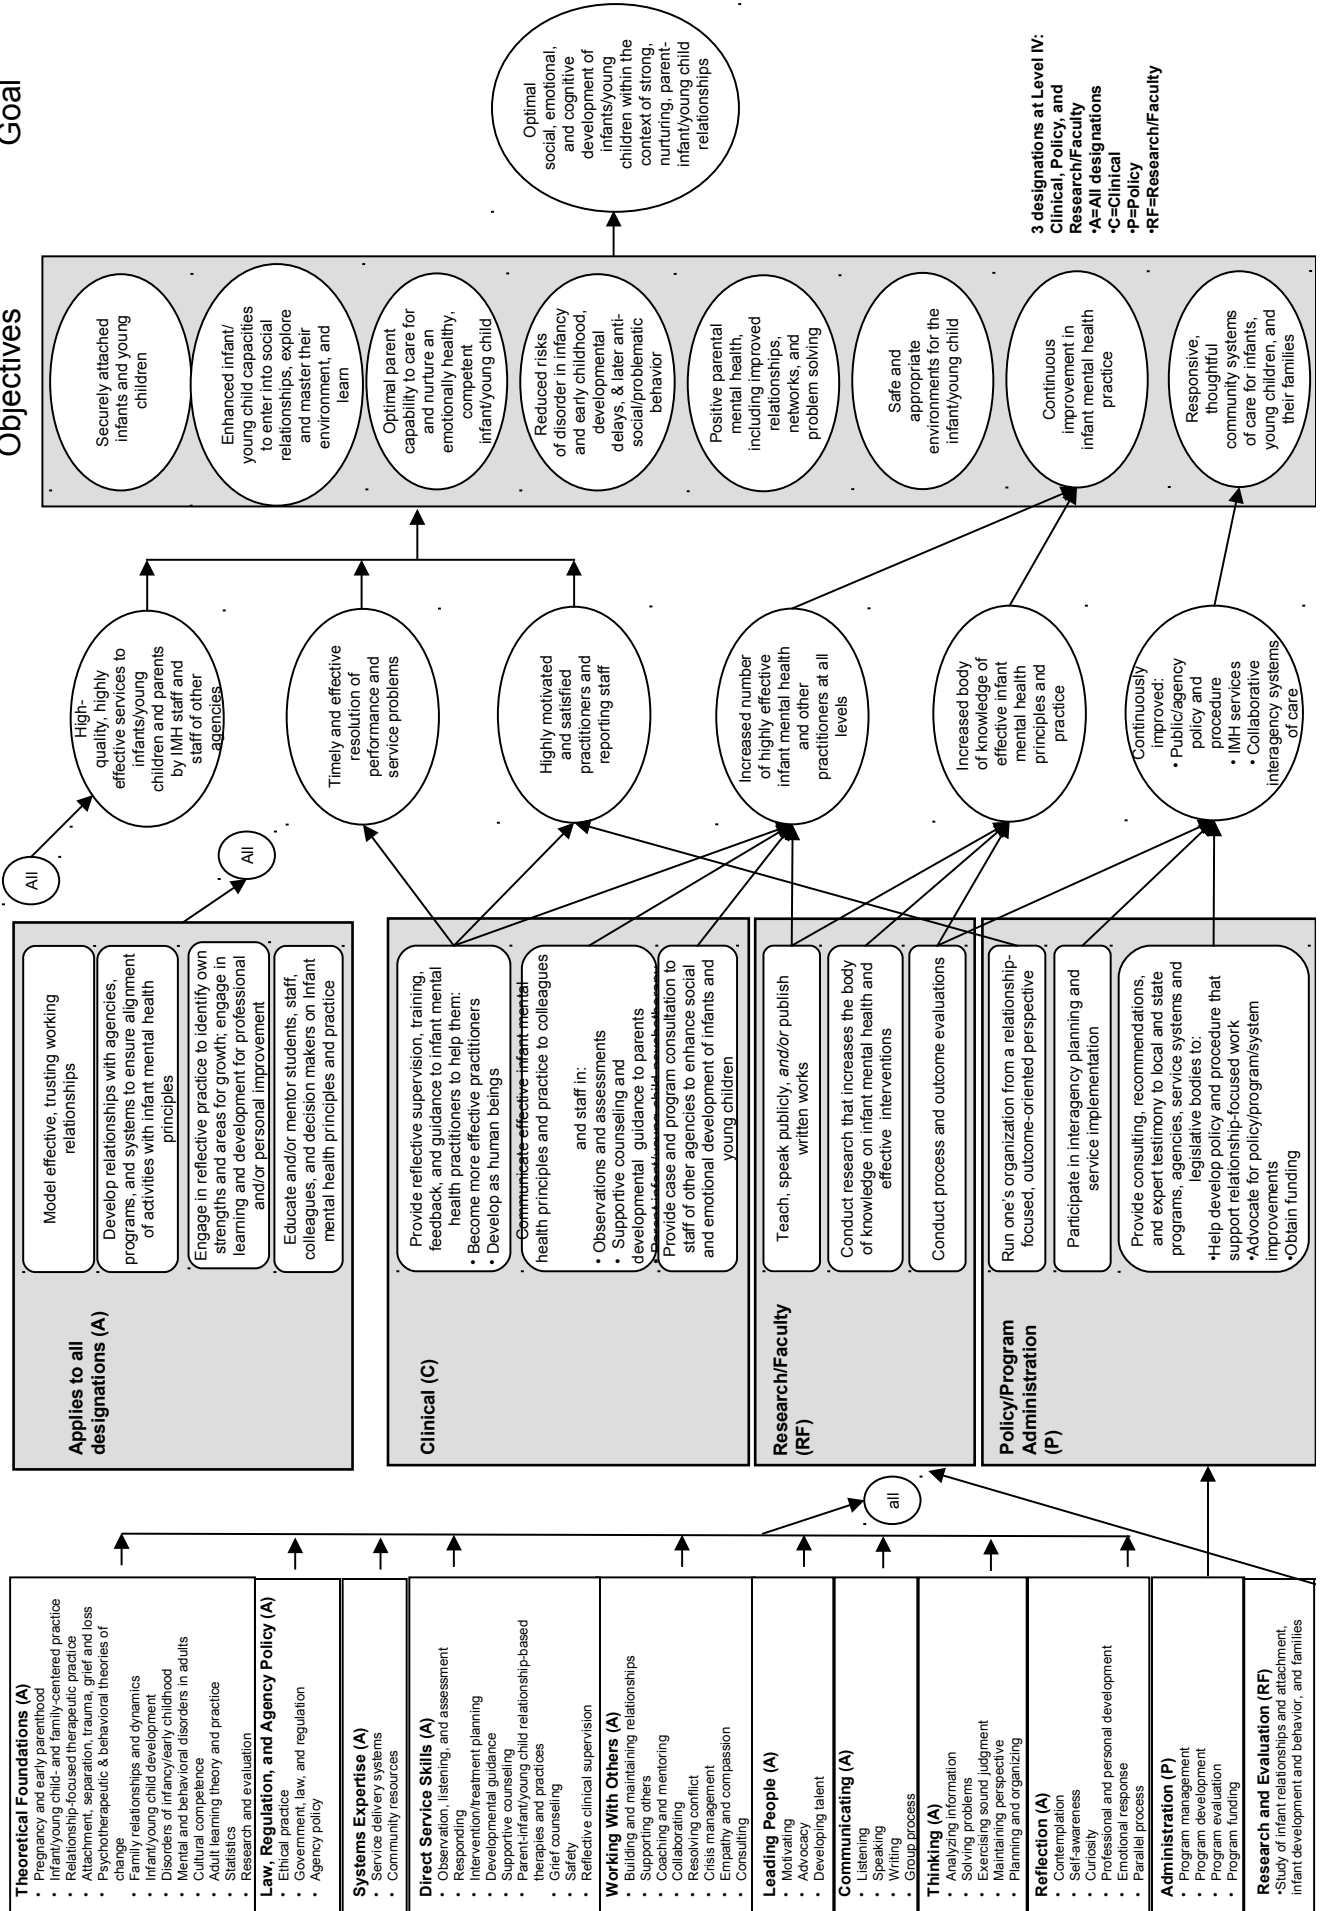 Goal
Objectives
Optimal
social, emotional,
and cognitive
development of
infants/young
children within the
context of strong,
nurturing, parent-
infant/young child
relationships
3 designations at Level IV:
Clinical, Policy, and
Research/Faculty
•A=All designations
•C=Clinical
•P=Policy
•RF=Research/Faculty
Securely attached
infants and young
children
Enhanced infant/
young child capacities
to enter into social
relationships, explore
and master their
environment, and
learn
Optimal parent
capability to care for
and nurture an
emotionally healthy,
competent
infant/young child
Reduced risks
of disorder in infancy
and early childhood,
developmental
delays, & later anti-
social/problematic
behavior
Positive parental
mental health,
including improved
relationships,
networks, and
problem solving
Safe and
appropriate
environments for the
infant/young child
Continuous
improvement in
infant mental health
practice
Responsive,
thoughtful
community systems
of care for infants,
young children, and
their families
High-
quality, highly
effective services to
infants/young
children and parents
by IMH staff and
staff of other
agencies
Timely and effective
resolution of
performance and
service problems
Highly motivated
and satisfied
practitioners and
reporting staff
Increased number
of highly effective
infant mental health
and other
practitioners at all
levels
Increased body
of knowledge of
effective infant
mental health
principles and
practice
Continuously
improved:
• Public/agency
policy and
procedure
• IMH services
• Collaborative
interagency systems
of care
All
All
Applies to all
designations (A)
Model effective, trusting working
relationships
Develop relationships with agencies,
programs, and systems to ensure alignment
of activities with infant mental health
principles
Engage in reflective practice to identify own
strengths and areas for growth; engage in
learning and development for professional
and/or personal improvement
Educate and/or mentor students, staff,
colleagues, and decision makers on Infant
mental health principles and practice
Clinical (C)
Provide reflective supervision, training,
feedback, and guidance to infant mental
health practitioners to help them:
• Become more effective practitioners
• Develop as human beings
Communicate effective infant mental
health principles and practice to colleagues
and staff in:
• Observations and assessments
• Supportive counseling and
developmental guidance to parents
• Parent-infant/young child psychotherapy
Provide case and program consultation to
staff of other agencies to enhance social
and emotional development of infants and
young children
Research/Faculty
(RF)
Teach, speak publicly, and/or publish
written works
Conduct research that increases the body
of knowledge on infant mental health and
effective interventions
Conduct process and outcome evaluations
Policy/Program
Administration
(P)
Run one's organization from a relationship-
focused, outcome-oriented perspective
Participate in interagency planning and
service implementation
Provide consulting, recommendations,
and expert testimony to local and state
programs, agencies, service systems and
legislative bodies to:
•Help develop policy and procedure that
support relationship-focused work
•Advocate for policy/program/system
improvements
•Obtain funding
all
Theoretical Foundations (A)
• Pregnancy and early parenthood
• Infant/young child- and family-centered practice
• Relationship-focused therapeutic practice
• Attachment, separation, trauma, grief and loss
• Psychotherapeutic & behavioral theories of
change
• Family relationships and dynamics
• Infant/young child development
• Disorders of infancy/early childhood
• Mental and behavioral disorders in adults
• Cultural competence
• Adult learning theory and practice
• Statistics
• Research and evaluation
Law, Regulation, and Agency Policy (A)
• Ethical practice
• Government, law, and regulation
• Agency policy
Systems Expertise (A)
• Service delivery systems
• Community resources
Direct Service Skills (A)
• Observation, listening, and assessment
• Responding
• Intervention/treatment planning
• Developmental guidance
• Supportive counseling
• Parent-infant/young child relationship-based
therapies and practices
• Grief counseling
• Safety
• Reflective clinical supervision
Working With Others (A)
• Building and maintaining relationships
• Supporting others
• Coaching and mentoring
• Collaborating
• Resolving conflict
• Crisis management
• Empathy and compassion
• Consulting
Leading People (A)
• Motivating
• Advocacy
• Developing talent
Communicating (A)
• Listening
• Speaking
• Writing
• Group process
Thinking (A)
• Analyzing information
• Solving problems
• Exercising sound judgment
• Maintaining perspective
• Planning and organizing
Reflection (A)
• Contemplation
• Self-awareness
• Curiosity
• Professional and personal development
• Emotional response
• Parallel process
Administration (P)
• Program management
• Program development
• Program evaluation
• Program funding
Research and Evaluation (RF)
•Study of infant relationships and attachment,
infant development and behavior, and families